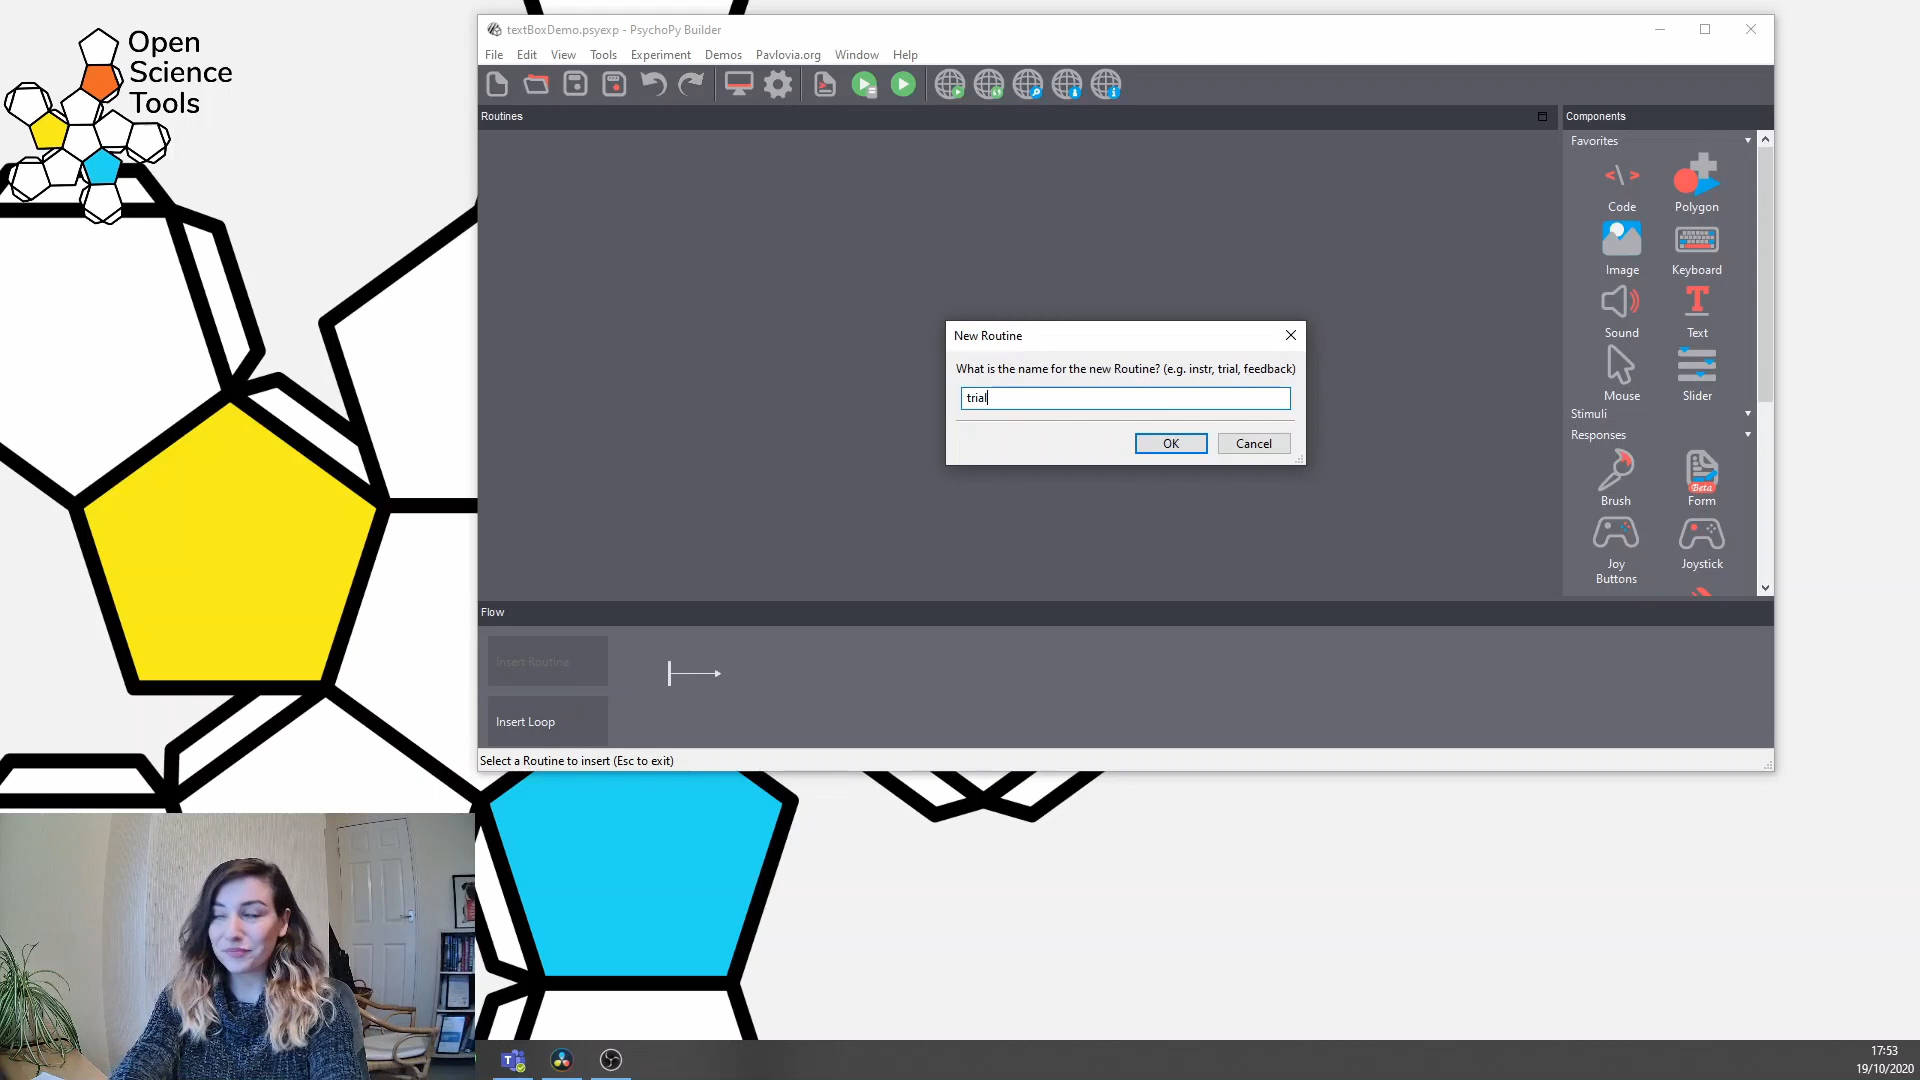 Open
Science
Tools
textBoxDemo.psyexp - PsychoPy Builder
File Edit View Tools Experiment Demos Pavlovia.org Window Help
Routines
Components
Favorites
Code Polygon
Image Keyboard
Sound Text
Mouse Slider
Stimuli
Responses
Beta
Brush Form
Joy Buttons Joystick
New Routine
What is the name for the new Routine? (e.g. instr, trial, feedback)
trial
OK Cancel
Flow
Insert Routine
Insert Loop
Select a Routine to insert (Esc to exit)
17:53
19/10/2020